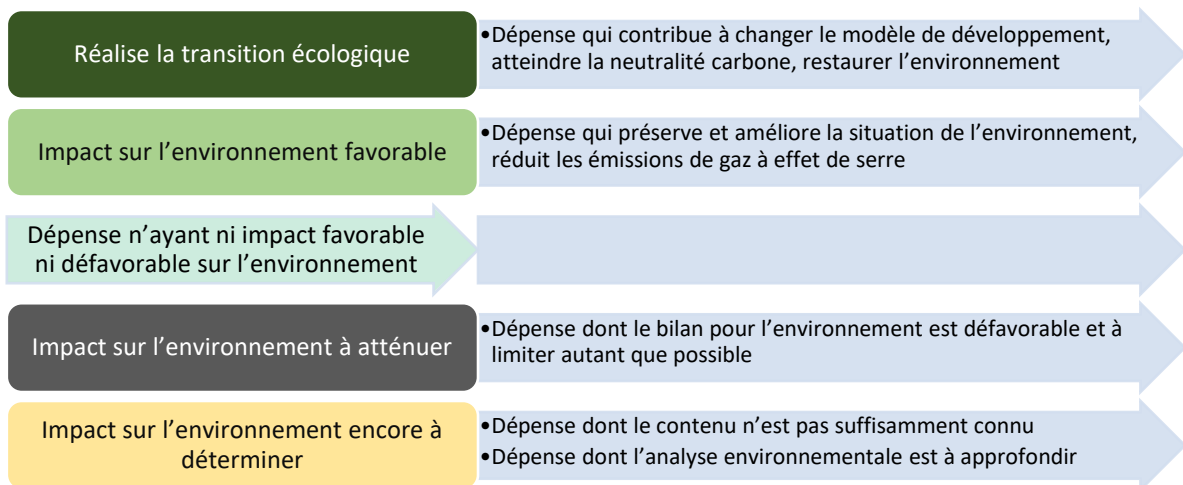 Réalise la transition écologique
•Dépense qui contribue à changer le modèle de développement,
atteindre la neutralité carbone, restaurer l’environnement
Impact sur l’environnement favorable
•Dépense qui préserve et améliore la situation de l’environnement,
réduit les émissions de gaz à effet de serre
Dépense n’ayant ni impact favorable
ni défavorable sur l’environnement
Impact sur l’environnement à atténuer
•Dépense dont le bilan pour l’environnement est défavorable et à
limiter autant que possible
Impact sur l’environnement encore à
déterminer
•Dépense dont le contenu n’est pas suffisamment connu
•Dépense dont l’analyse environnementale est à approfondir